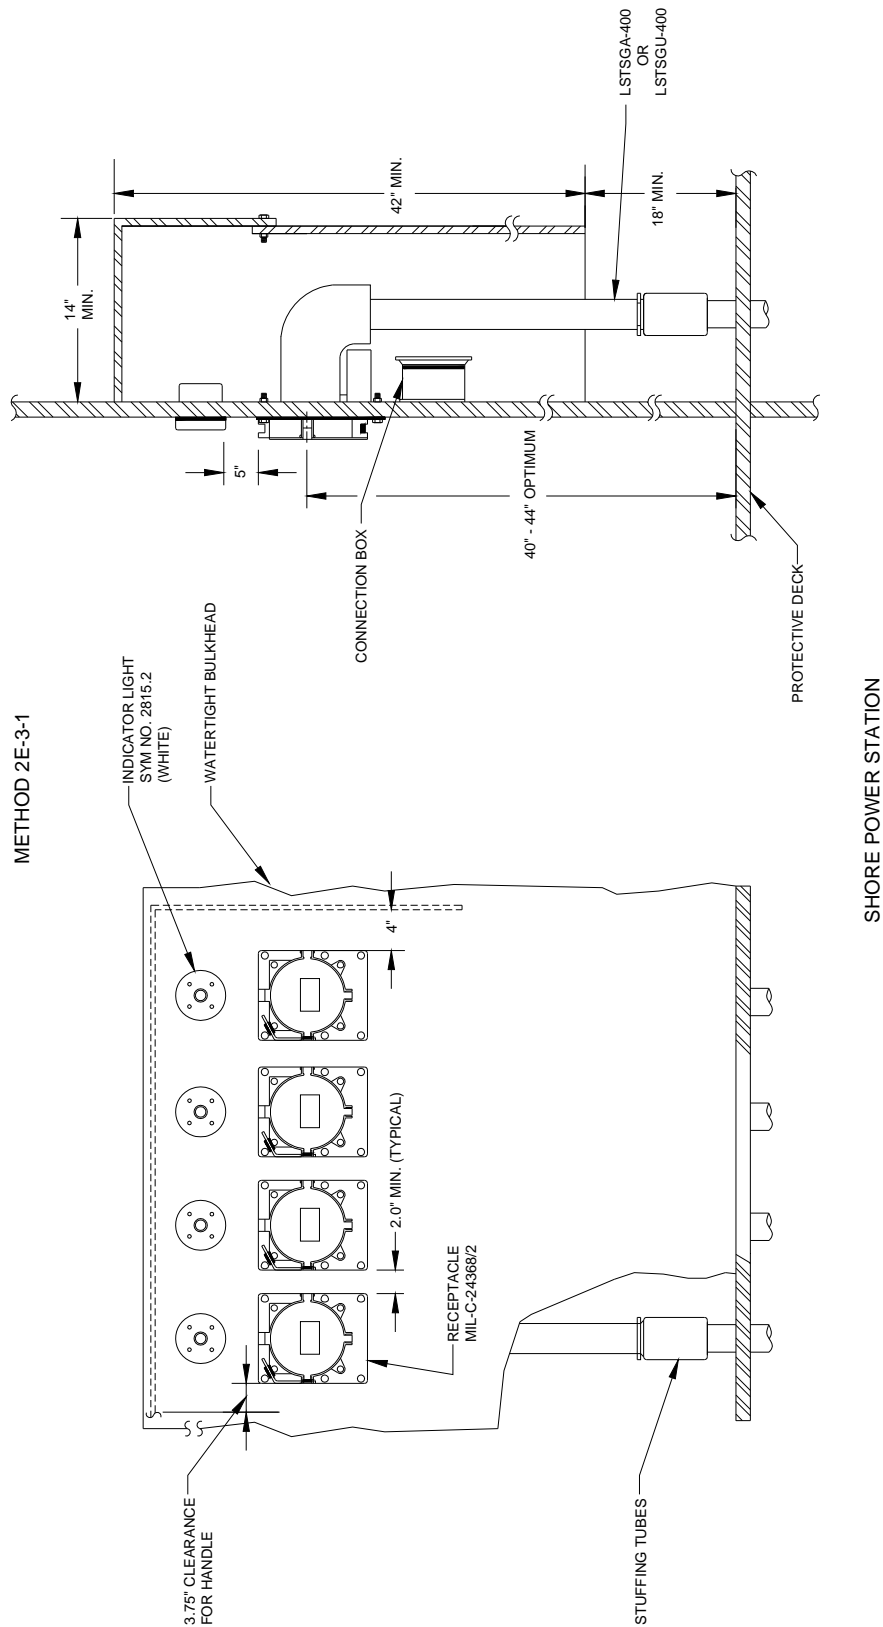 METHOD 2E-3-1
INDICATOR LIGHT
SYM NO. 2815.2
(WHITE)
WATERTIGHT BULKHEAD
4"
2.0" MIN. (TYPICAL)
RECEPTACLE
MIL-C-24368/2
3.75" CLEARANCE
FOR HANDLE
STUFFING TUBES
14"
MIN.
42" MIN.
18" MIN.
LSTSGA-400
OR
LSTSGU-400
5"
40" - 44" OPTIMUM
CONNECTION BOX
PROTECTIVE DECK
SHORE POWER STATION